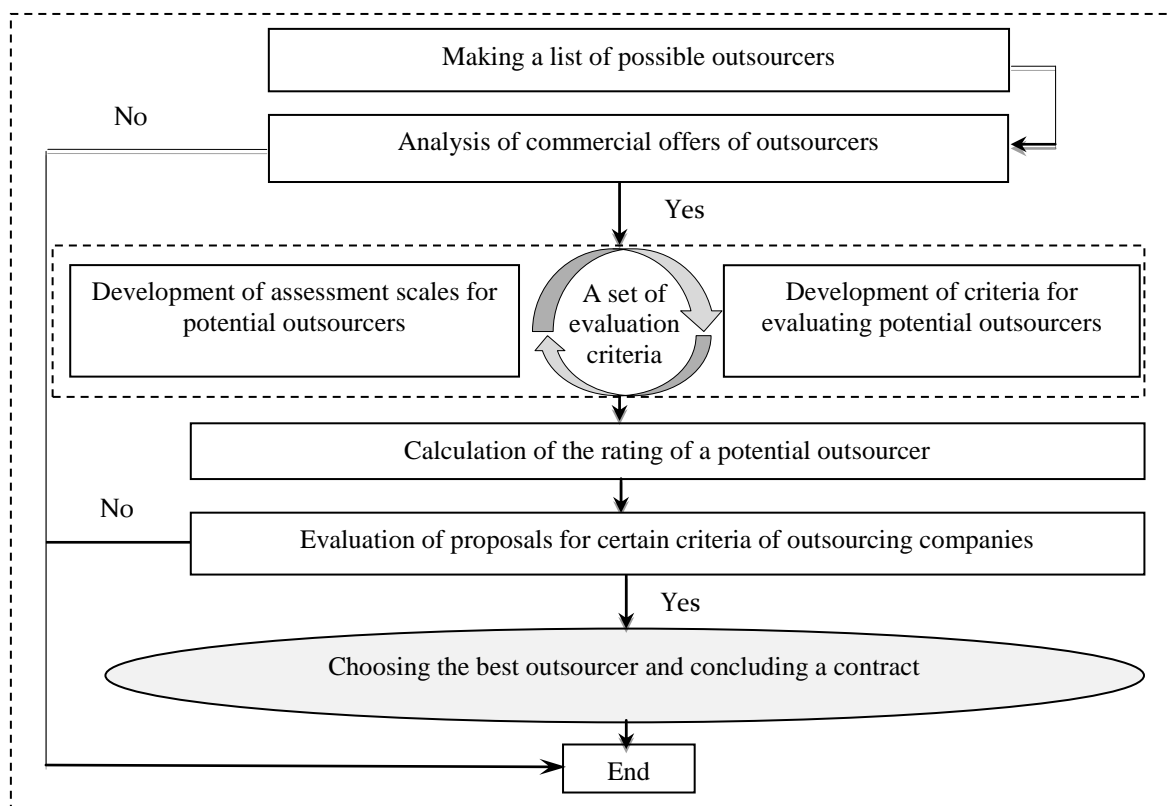 Making a list of possible outsourcers
No
Analysis of commercial offers of outsourcers
Yes
Development of assessment scales for
potential outsourcers
A set of
evaluation
criteria
Development of criteria for
evaluating potential outsourcers
Calculation of the rating of a potential outsourcer
No
Evaluation of proposals for certain criteria of outsourcing companies
Yes
Choosing the best outsourcer and concluding a contract
End